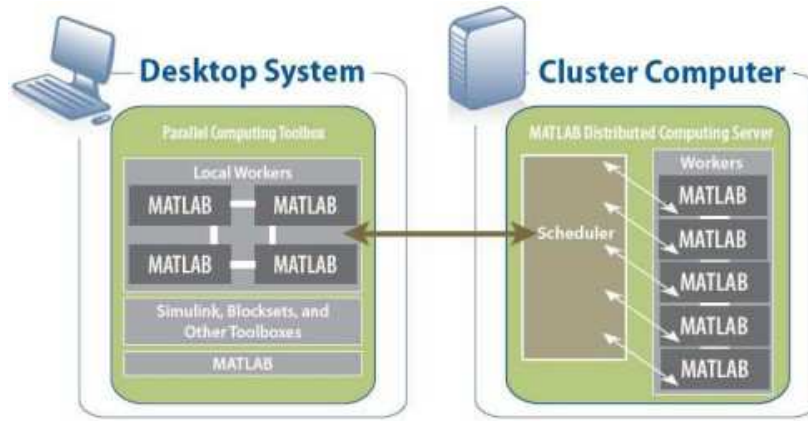 Desktop System
Parallel Computing Toolbox
Local Workers
MATLAB
MATLAB
MATLAB
MATLAB
Simulink, Blocksets, and
Other Toolboxes
MATLAB
Cluster Computer
MATLAB Distributed Computing Server
Scheduler
Workers
MATLAB
MATLAB
MATLAB
MATLAB
MATLAB